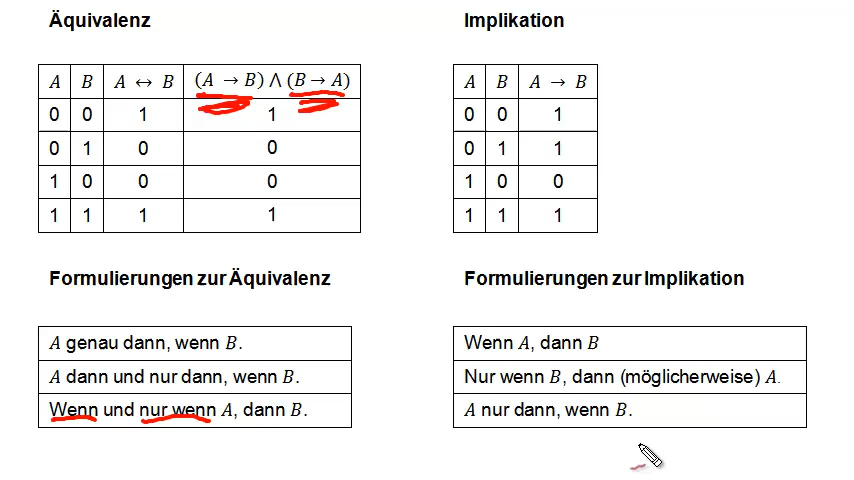 Äquivalenz
A B A ↔ B (A → B) ⋀ (B → A)
0 0 1 1
0 1 0 0
1 0 0 0
1 1 1 1
Implikation
A B A → B
0 0 1
0 1 1
1 0 0
1 1 1
Formulierungen zur Äquivalenz
A genau dann, wenn B.
A dann und nur dann, wenn B.
Wenn und nur wenn A, dann B.
Formulierungen zur Implikation
Wenn A, dann B
Nur wenn B, dann (möglicherweise) A.
A nur dann, wenn B.